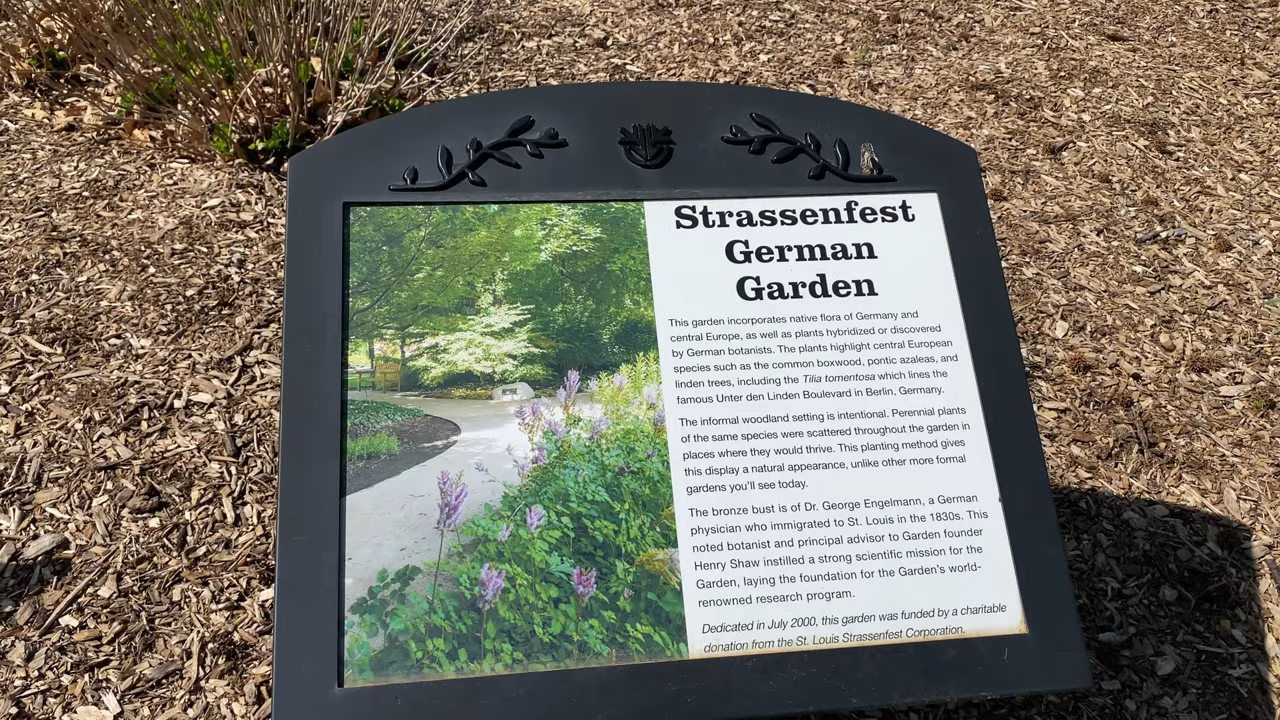 Strassenfest
German
Garden
This garden incorporates native flora of Germany and
central Europe, as well as plants hybridized or discovered
by German botanists. The plants highlight central European
species such as the common boxwood, pontic azaleas, and
linden trees, including the Tilia tomentosa which lines the
famous Unter den Linden Boulevard in Berlin, Germany.
The informal woodland setting is intentional. Perennial plants
of the same species were scattered throughout the garden in
places where they would thrive. This planting method gives
this display a natural appearance, unlike other more formal
gardens you'll see today.
The bronze bust is of Dr. George Engelmann, a German
physician who immigrated to St. Louis in the 1830s. This
noted botanist and principal advisor to Garden founder
Henry Shaw instilled a strong scientific mission for the
Garden, laying the foundation for the Garden's world-
renowned research program.
Dedicated in July 2000, this garden was funded by a charitable
donation from the St. Louis Strassenfest Corporation.